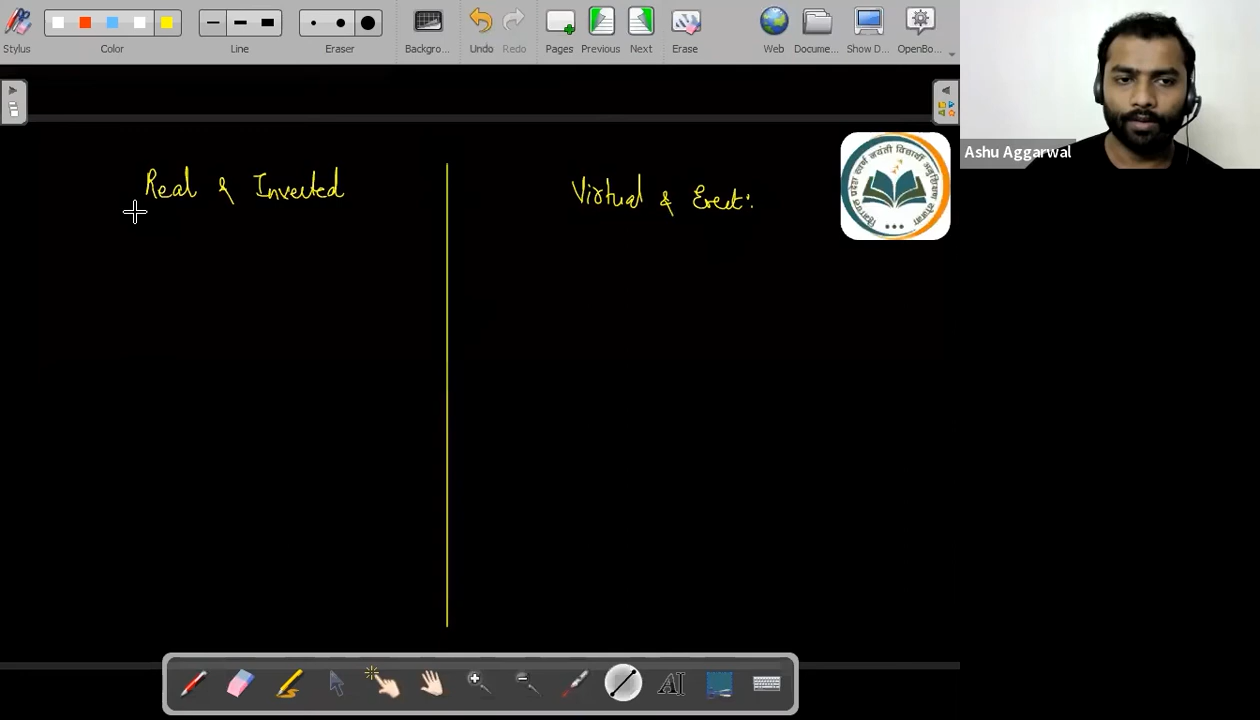 Stylus
Color
Line
Eraser
Backgro...
Undo
Redo
Pages
Previous
Next
Erase
Web
Docume...
Show D...
OpenBo...
Ashu Aggarwal
Real & Inverted
Virtual & Erect:
AI